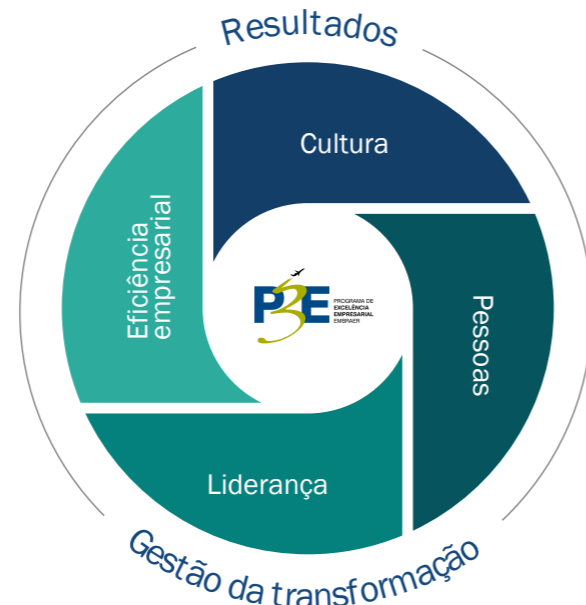 Resultados
Cultura
Eficiência
empresarial
P3E
PROGRAMA DE
EXCELÊNCIA
EMPRESARIAL
EMBRAER
Pessoas
Liderança
Gestão da transformação